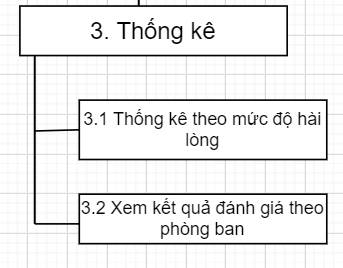 3. Thống kê
3.1 Thống kê theo mức độ hài
lòng
3.2 Xem kết quả đánh giá theo
phòng ban